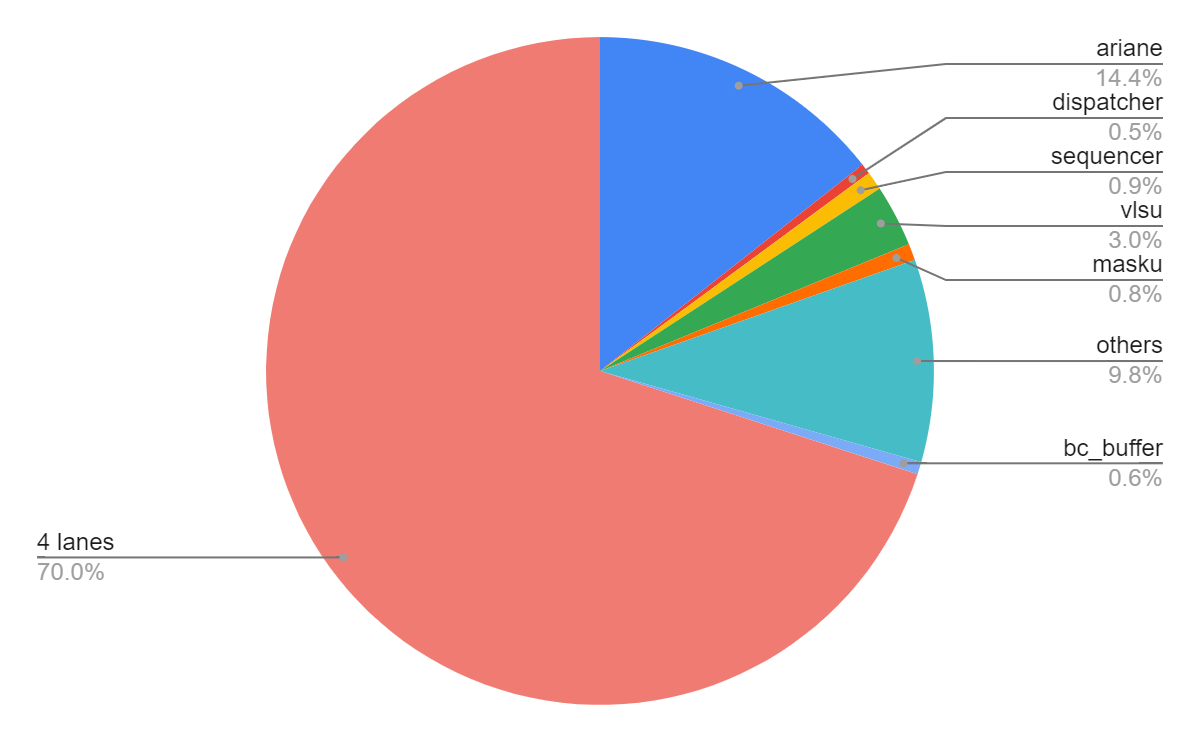 ariane
14.4%
dispatcher
0.5%
sequencer
0.9%
vlsu
3.0%
masku
0.8%
others
9.8%
bc_buffer
0.6%
4 lanes
70.0%